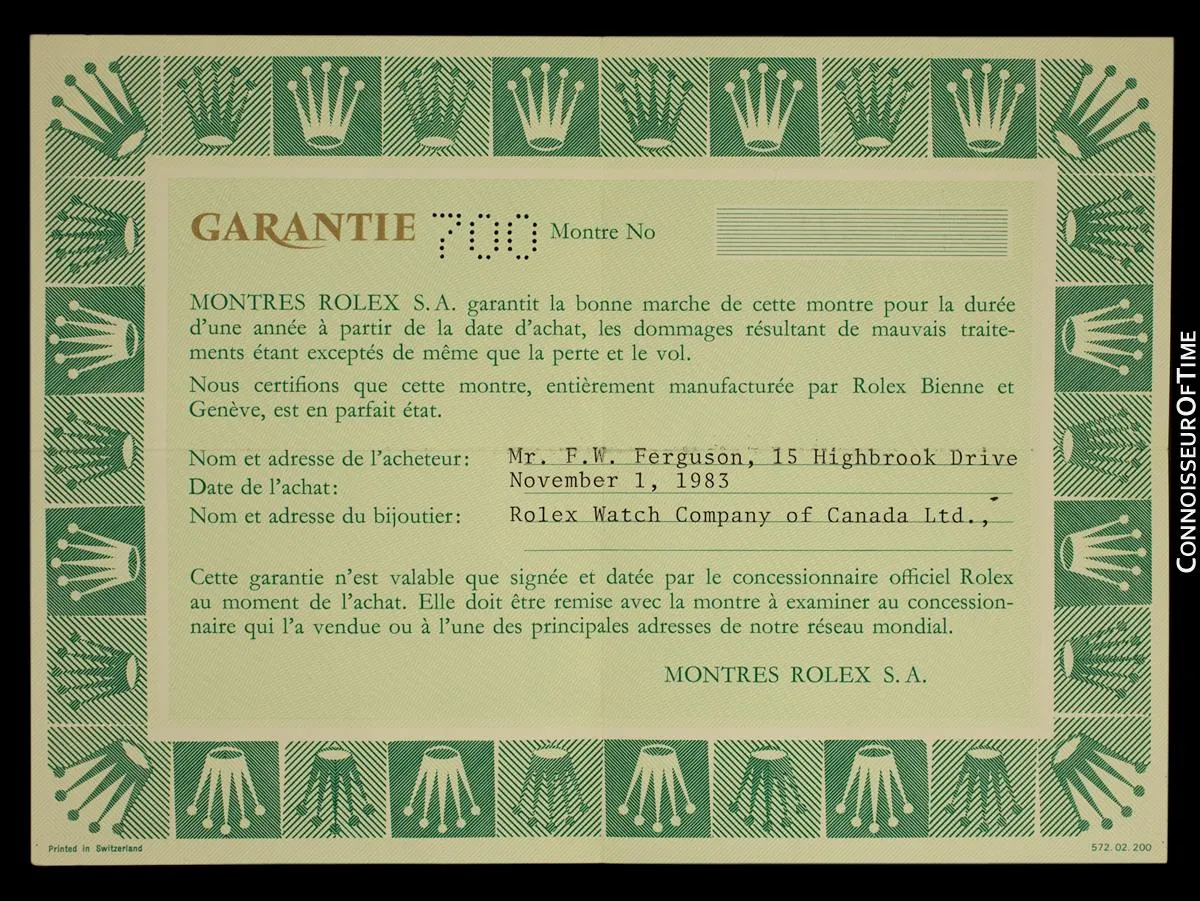 GARANTIE 700 Montre No
MONTRES ROLEX S.A. garantit la bonne marche de cette montre pour la durée
d'une année à partir de la date d'achat, les dommages résultant de mauvais traite-
ments étant exceptés de même que la perte et le vol.
Nous certifions que cette montre, entièrement manufacturée par Rolex Bienne et
Genève, est en parfait état.
Nom et adresse de l'acheteur: Mr. F.W. Ferguson, 15 Highbrook Drive
Date de l'achat: November 1, 1983
Nom et adresse du bijoutier: Rolex Watch Company of Canada Ltd.,
Cette garantie n'est valable que signée et datée par le concessionnaire officiel Rolex
au moment de l'achat. Elle doit être remise avec la montre à examiner au concession-
naire qui l'a vendue ou à l'une des principales adresses de notre réseau mondial.
MONTRES ROLEX S.A.
Printed in Switzerland
572.02.200
CONNOISSEUROFTIME